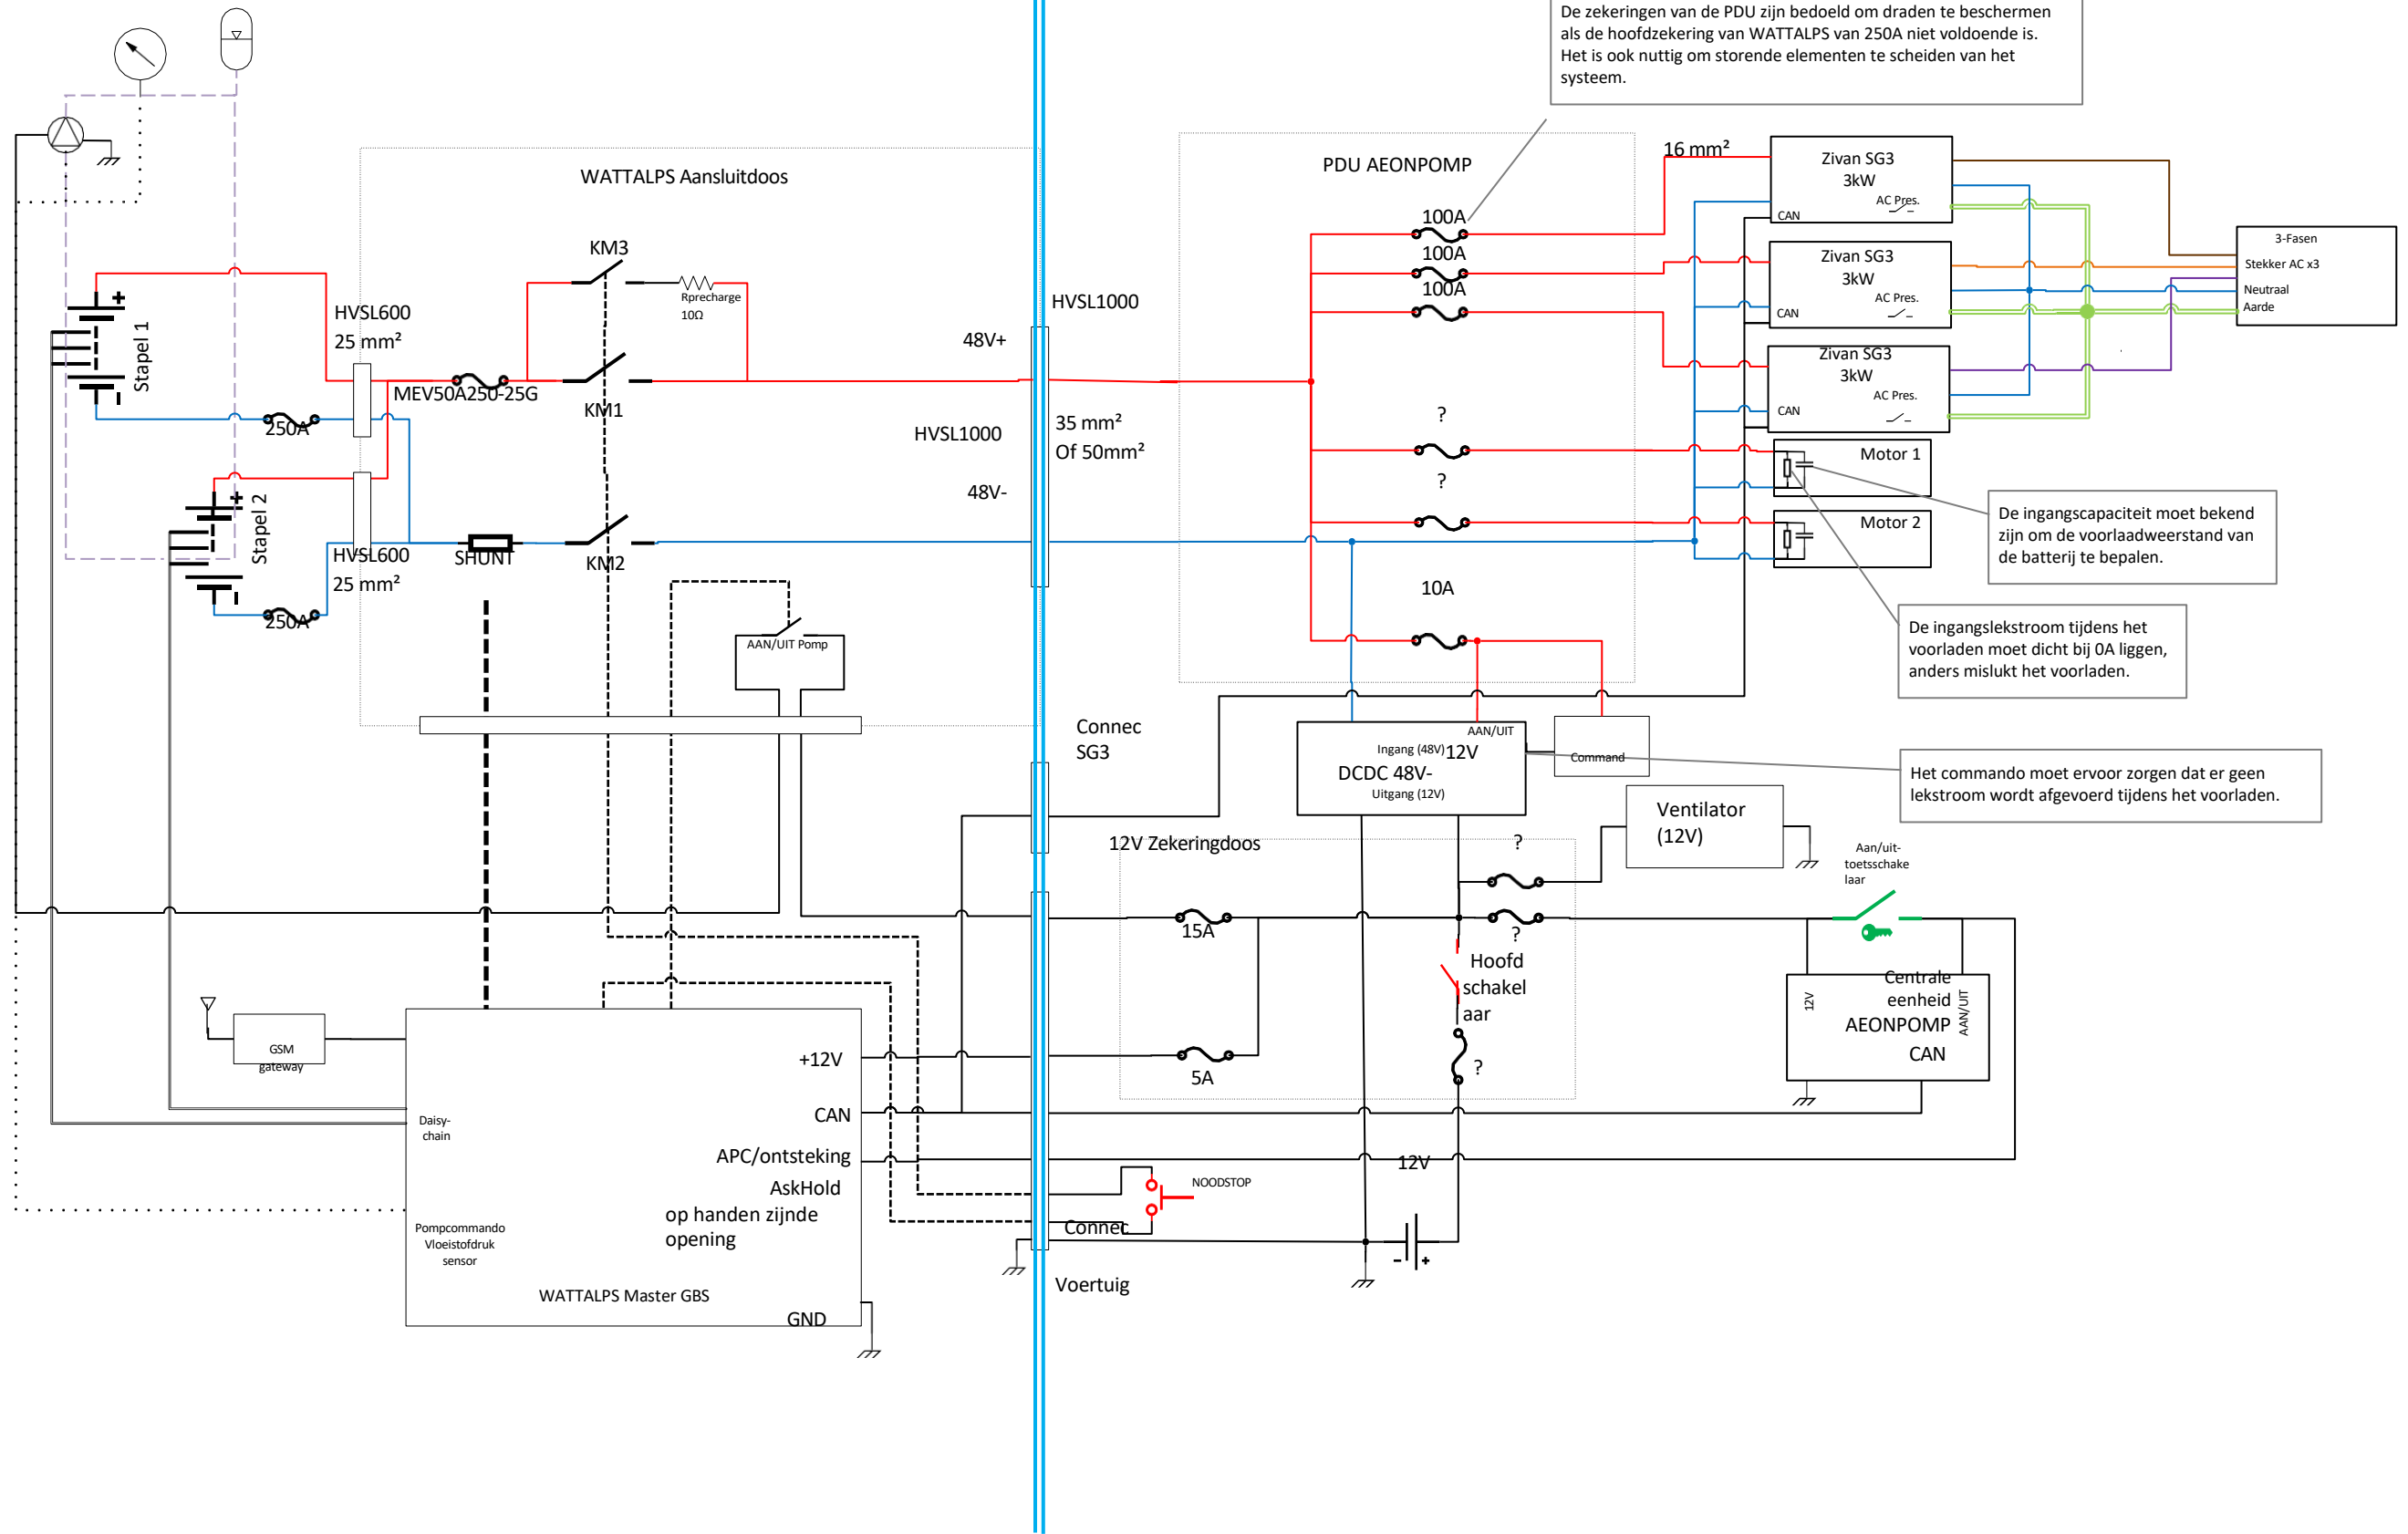 De zekeringen van de PDU zijn bedoeld om draden te beschermen
als de hoofdzekering van WATTALPS van 250A niet voldoende is.
Het is ook nuttig om storende elementen te scheiden van het
systeem.
WATTALPS Aansluitdoos
PDU AEONPOMP
16 mm²
Zivan SG3
3kW
AC Pres.
CAN
100A
100A
100A
Zivan SG3
3kW
AC Pres.
CAN
Zivan SG3
3kW
AC Pres.
CAN
3-Fasen
Stekker AC x3
Neutraal
Aarde
KM3
Rprecharge
10Ω
KM1
MEV50A250-25G
HVSL600
25 mm²
Stapel 1
+
-
250A
HVSL1000
48V+
35 mm²
Of 50mm²
HVSL1000
48V-
?
?
Motor 1
Motor 2
De ingangscapaciteit moet bekend
zijn om de voorlaadweerstand van
de batterij te bepalen.
Stapel 2
+
-
HVSL600
25 mm²
250A
SHUNT
KM2
AAN/UIT Pomp
10A
De ingangslekstroom tijdens het
voorladen moet dicht bij 0A liggen,
anders mislukt het voorladen.
Connec
SG3
AAN/UIT
Ingang (48V)
12V
DCDC 48V-
Uitgang (12V)
Command
Het commando moet ervoor zorgen dat er geen
lekstroom wordt afgevoerd tijdens het voorladen.
Ventilator
(12V)
12V Zekeringdoos
?
Aan/uit-
toetsschake
laar
15A
?
Hoofd
schakel
aar
?
5A
12V
Centrale
eenheid
AEONPOMP
CAN
AAN/UIT
GSM
gateway
+12V
CAN
Daisy-
chain
APC/ontsteking
AskHold
op handen zijnde
opening
Pompcommando
Vloeistofdruk
sensor
WATTALPS Master GBS
GND
NOODSTOP
Connec
Voertuig
12V
- +